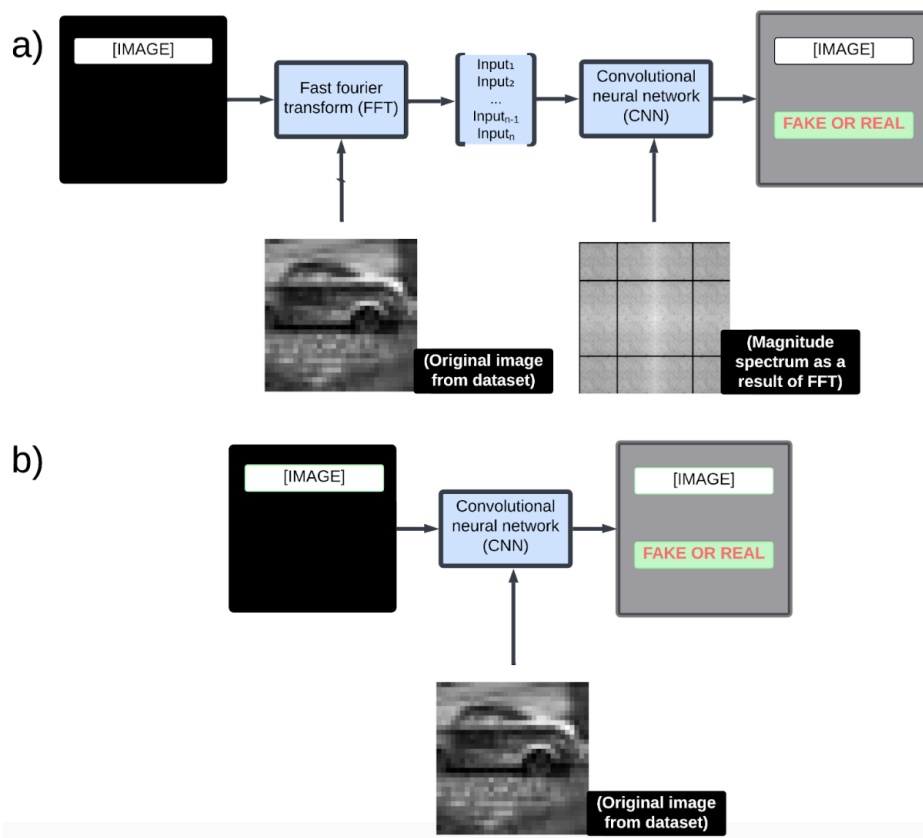 a)
[IMAGE]
Fast fourier
transform (FFT)
Input₁
Input₂
...
Inputₙ₋₁
Inputₙ
Convolutional
neural network
(CNN)
[IMAGE]
FAKE OR REAL
(Original image
from dataset)
(Magnitude
spectrum as a
result of FFT)
b)
[IMAGE]
Convolutional
neural network
(CNN)
[IMAGE]
FAKE OR REAL
(Original image
from dataset)